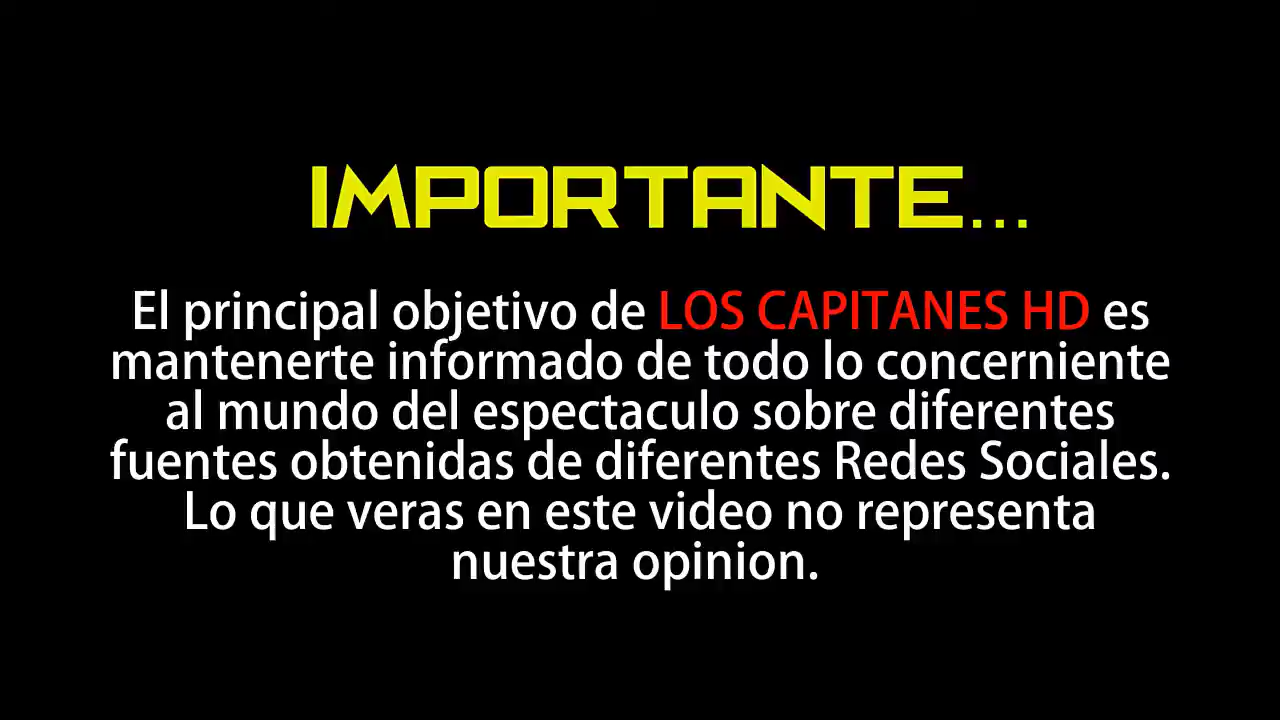 IMPORTANTE...
El principal objetivo de LOS CAPITANES HD es
mantenerte informado de todo lo concerniente
al mundo del espectaculo sobre diferentes
fuentes obtenidas de diferentes Redes Sociales.
Lo que veras en este video no representa
nuestra opinion.